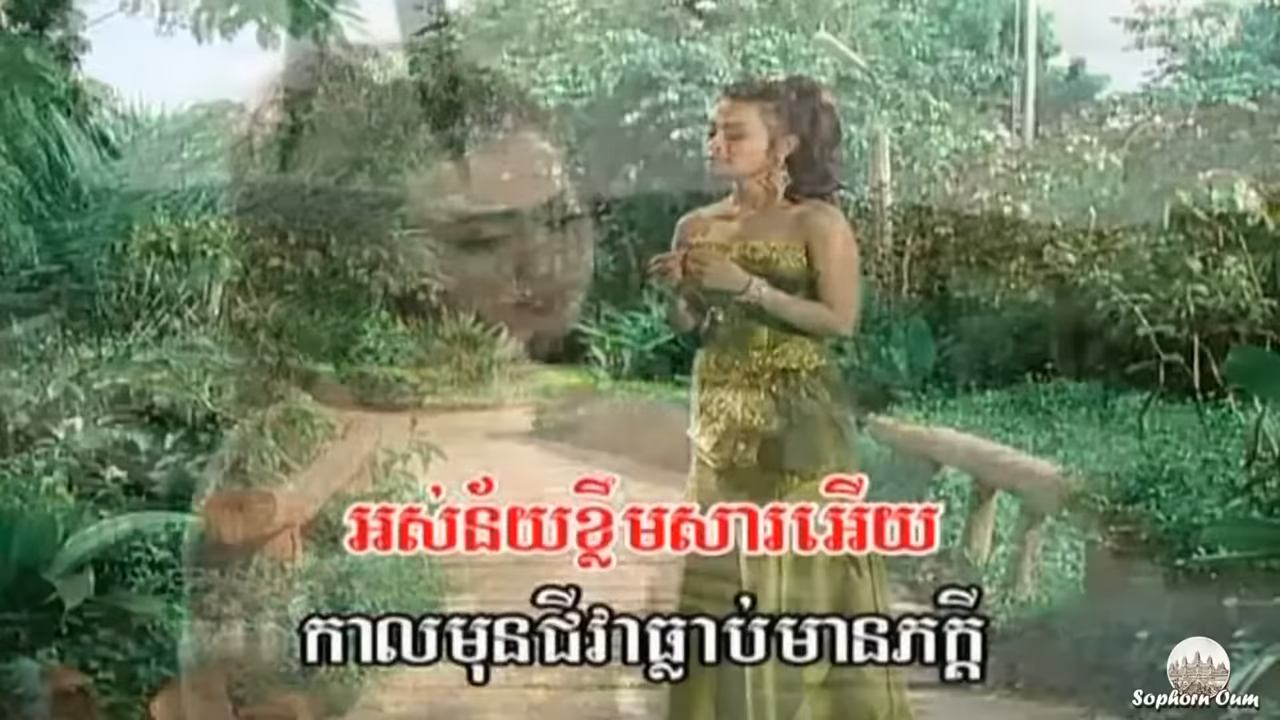 អស់ន័យខ្លឹមសារអើយ
កាលមុនជីវាធ្លាប់មានភក្ដី
Sophorn Oum